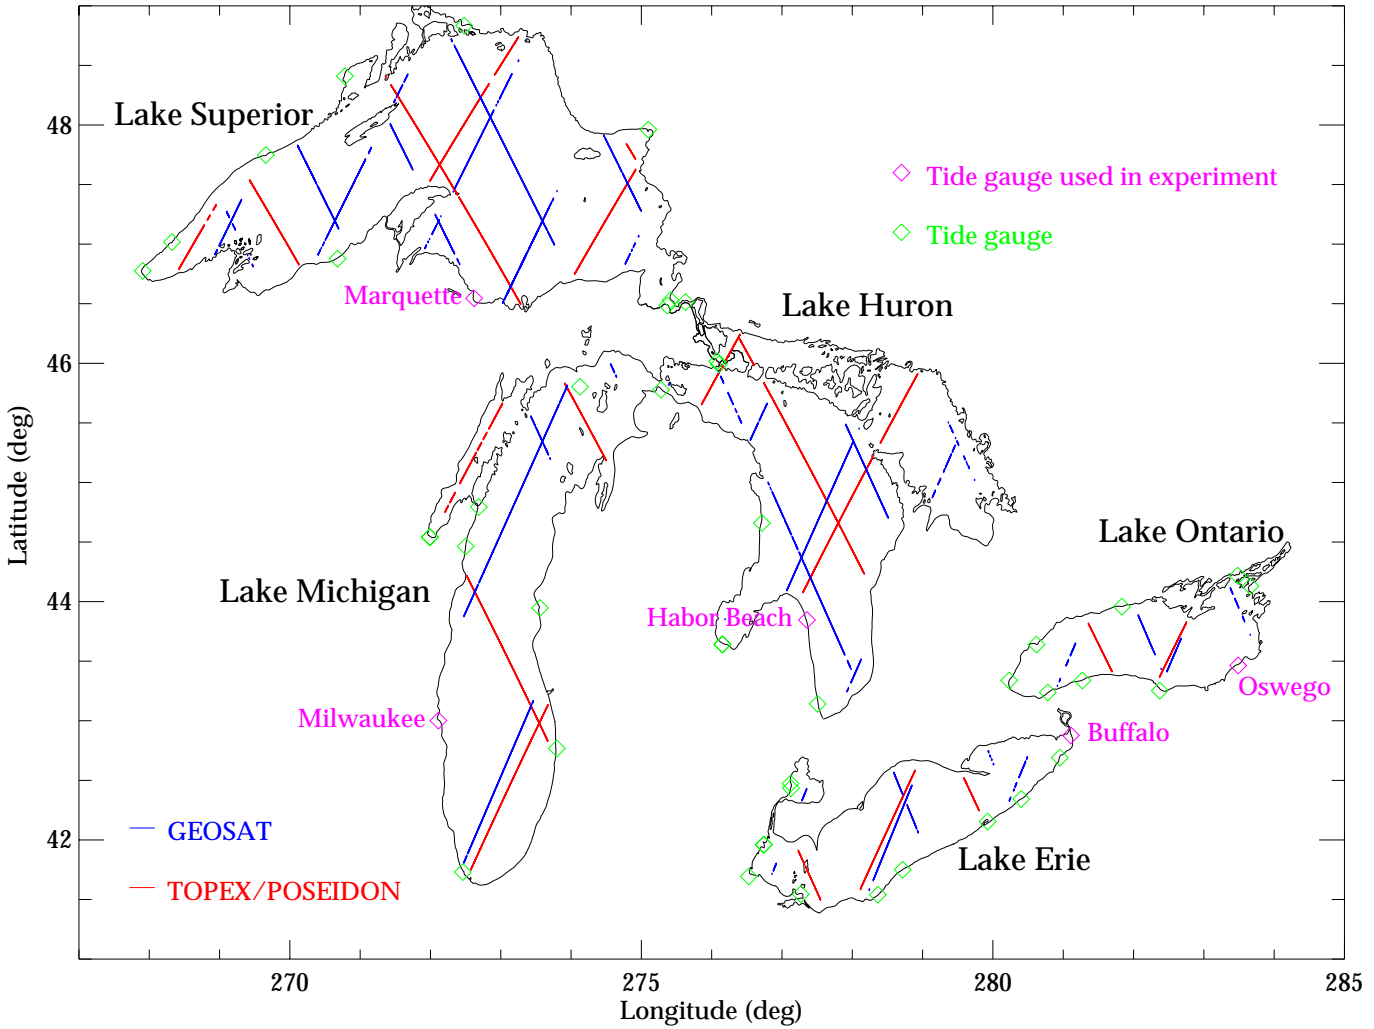 Lake Superior
48
Tide gauge used in experiment
Tide gauge
Marquette
Lake Huron
46
Latitude (deg)
Lake Ontario
Lake Michigan
44
Habor Beach
Oswego
Milwaukee
Buffalo
GEOSAT
42
Lake Erie
TOPEX/POSEIDON
270
275
280
285
Longitude (deg)